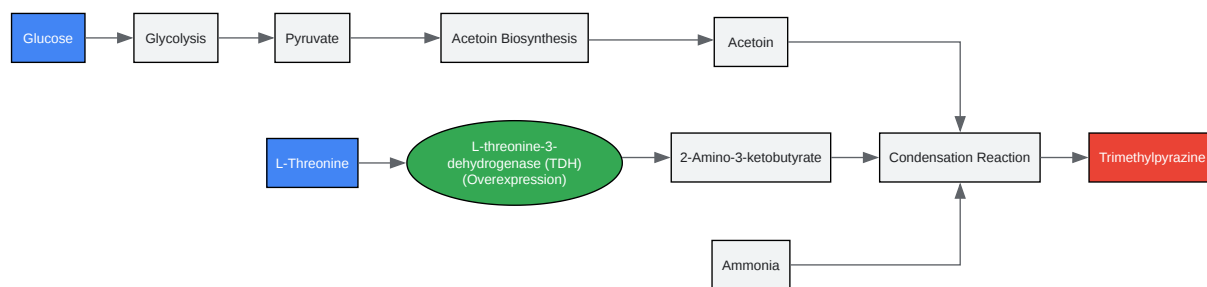 Glucose
Glycolysis
Pyruvate
Acetoin Biosynthesis
Acetoin
L-Threonine
L-threonine-3-
dehydrogenase (TDH)
(Overexpression)
2-Amino-3-ketobutyrate
Condensation Reaction
Trimethylpyrazine
Ammonia